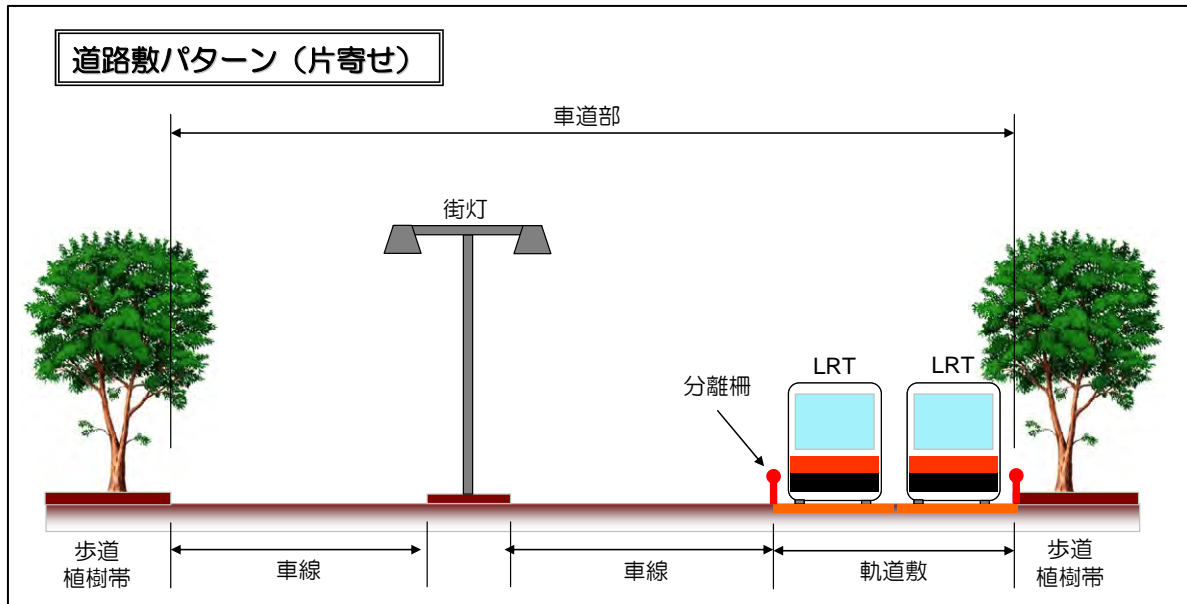 道路敷パターン（片寄せ）
車道部
街灯
LRT
LRT
分離柵
歩道
植樹帯
車線
車線
軌道敷
歩道
植樹帯